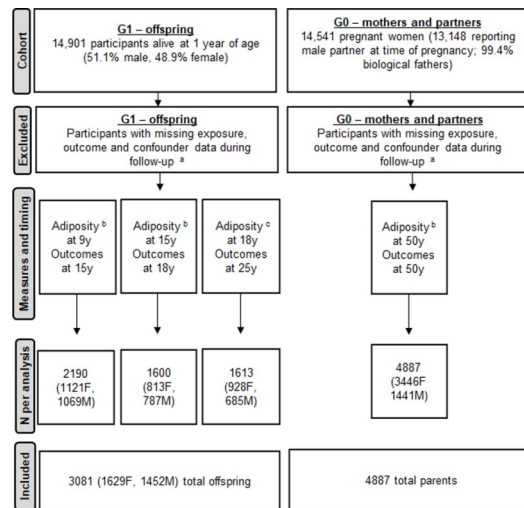 Cohort
G1 – offspring
14,901 participants alive at 1 year of age
(51.1% male, 48.9% female)
G0 – mothers and partners
14,541 pregnant women (13,148 reporting
male partner at time of pregnancy; 99.4%
biological fathers)
Excluded
G1 – offspring
Participants with missing exposure,
outcome and confounder data during
follow-up a
G0 – mothers and partners
Participants with missing exposure,
outcome and confounder data during
follow-up a
Measures and timing
Adiposity b
at 9y
Outcomes
at 15y
Adiposity b
at 15y
Outcomes
at 18y
Adiposity c
at 18y
Outcomes
at 25y
Adiposity b
at 50y
Outcomes
at 50y
N per analysis
2190
(1121F,
1069M)
1600
(813F,
787M)
1613
(928F,
685M)
4887
(3446F
1441M)
Included
3081 (1629F, 1452M) total offspring
4887 total parents